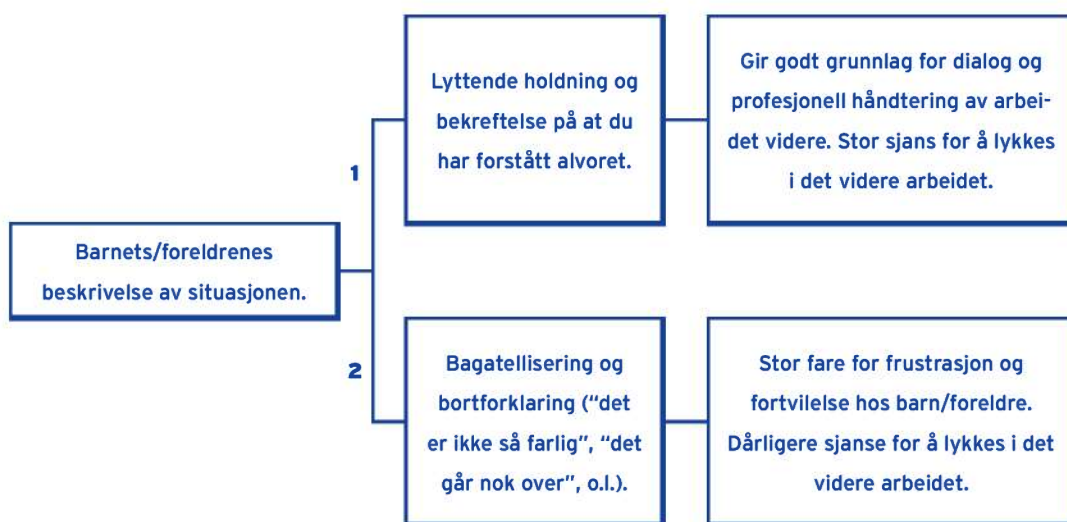 Barnets/foreldrenes
beskrivelse av situasjonen.
1
Lyttende holdning og
bekreftelse på at du
har forstått alvoret.
Gir godt grunnlag for dialog og
profesjonell håndtering av arbei-
det videre. Stor sjans for å lykkes
i det videre arbeidet.
2
Bagatellisering og
bortforklaring (“det
er ikke så farlig”, “det
går nok over”, o.l.).
Stor fare for frustrasjon og
fortvilelse hos barn/foreldre.
Dårligere sjanse for å lykkes i det
videre arbeidet.